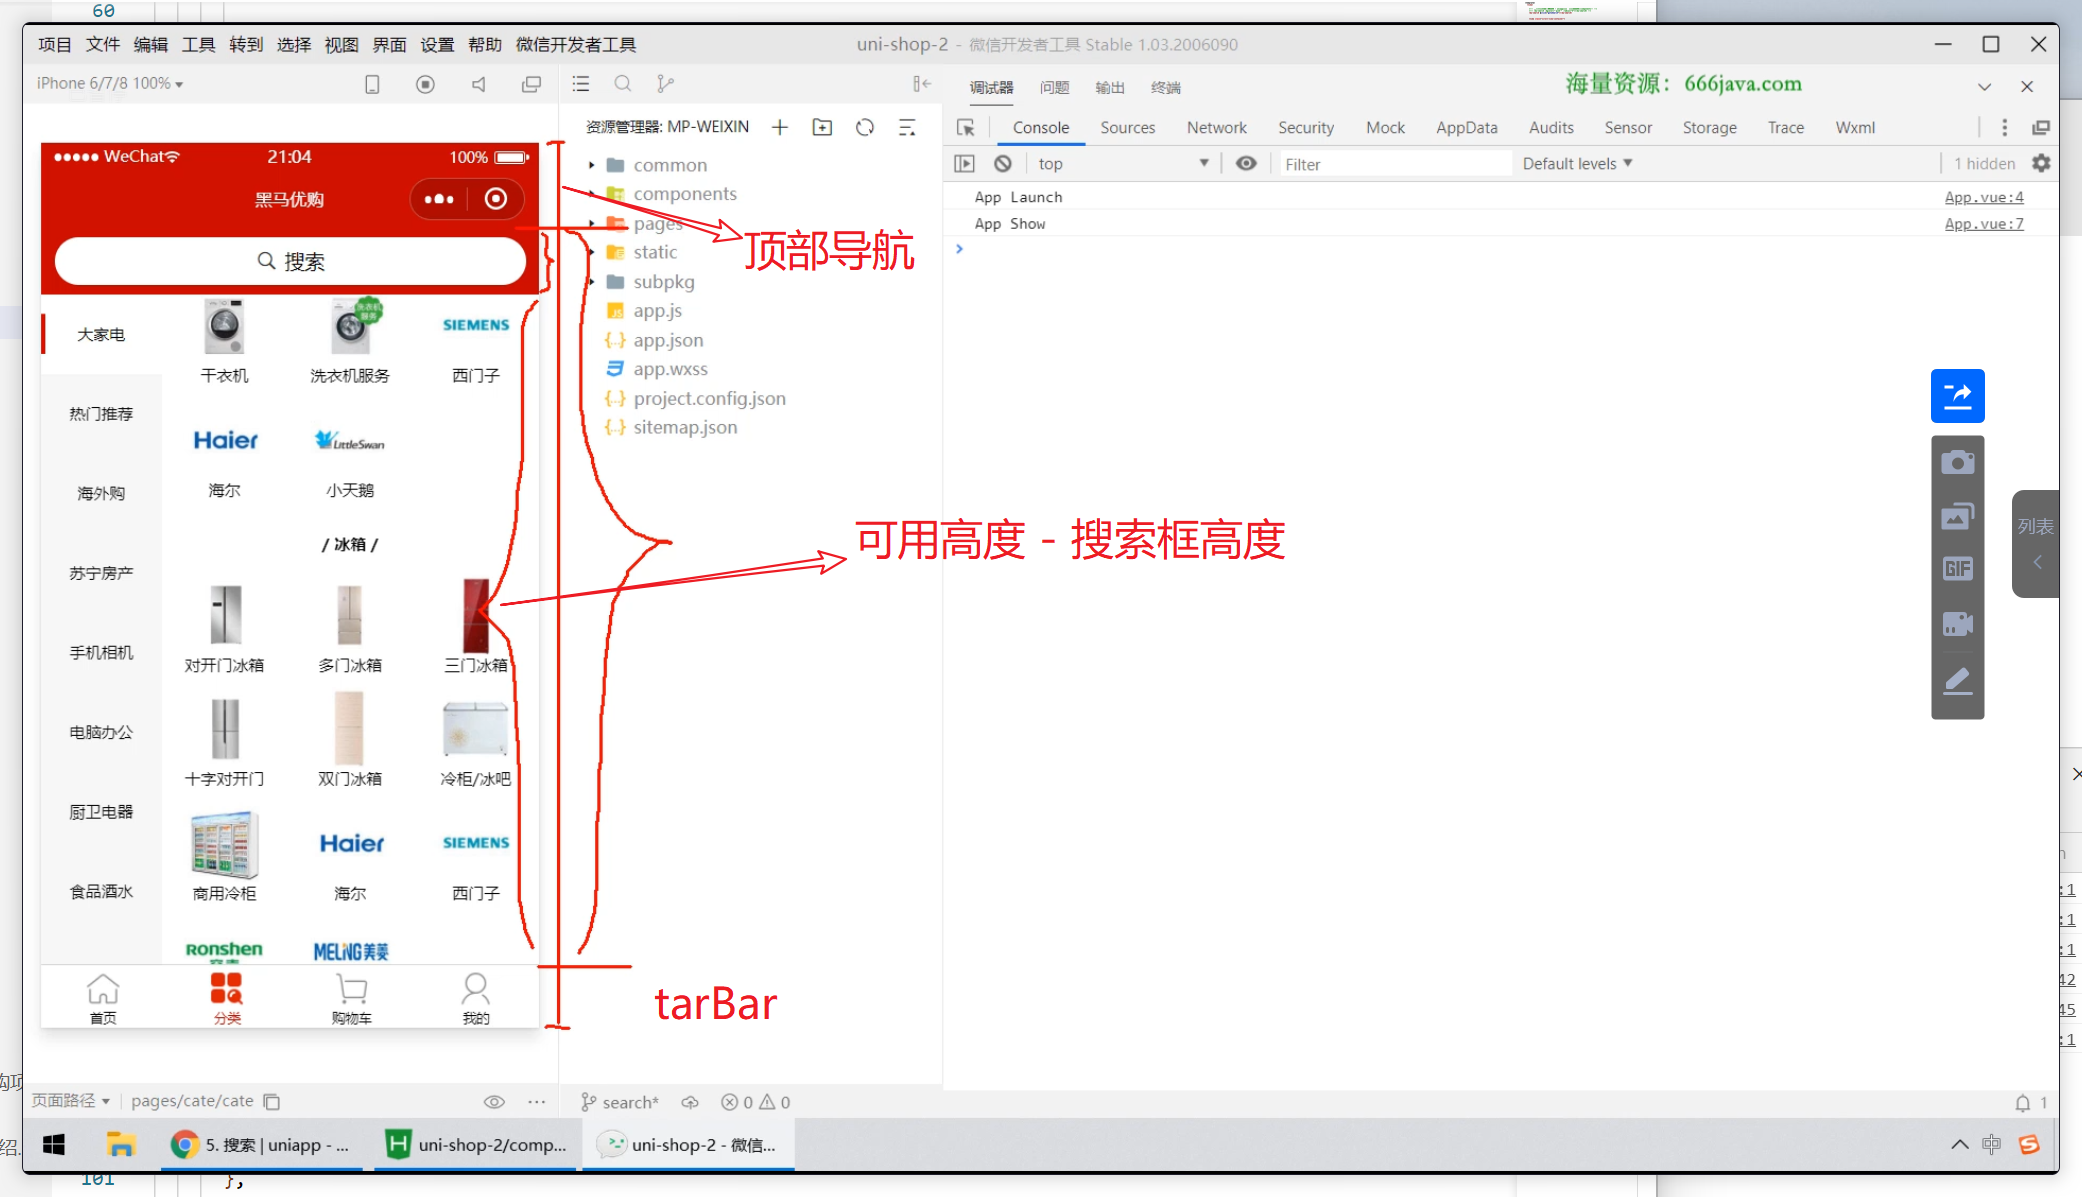 60
项目 文件 编辑 工具 转到 选择 视图 界面 设置 帮助 微信开发者工具
uni-shop-2 - 微信开发者工具 Stable 1.03.2006090
iPhone 6/7/8 100%
调试器 问题 输出 终端
海量资源：666java.com
资源管理器: MP-WEIXIN
Console Sources Network Security Mock AppData Audits Sensor Storage Trace Wxml
top
Filter
Default levels
1 hidden
WeChat
21:04
100%
黑马优购
搜索
common
components
pages
static
subpkg
app.js
app.json
app.wxss
project.config.json
sitemap.json
App Launch
App.vue:4
App Show
App.vue:7
顶部导航
可用高度 - 搜索框高度
tarBar
大家电
热门推荐
海外购
苏宁房产
手机相机
电脑办公
厨卫电器
食品酒水
洗衣机
服务
SIEMENS
干衣机 洗衣机服务 西门子
Haier LittleSwan
海尔 小天鹅
/ 冰箱 /
对开门冰箱 多门冰箱 三门冰箱
十字对开门 双门冰箱 冷柜/冰吧
Haier SIEMENS
商用冷柜 海尔 西门子
Ronshen MELING美菱
首页 分类 购物车 我的
GIF
列表
:1
:1
:1
42
45
:1
页面路径 pages/cate/cate
search* 0 0
1
5. 搜索 | uniapp - ...
uni-shop-2/comp...
uni-shop-2 - 微信...
中
101
},